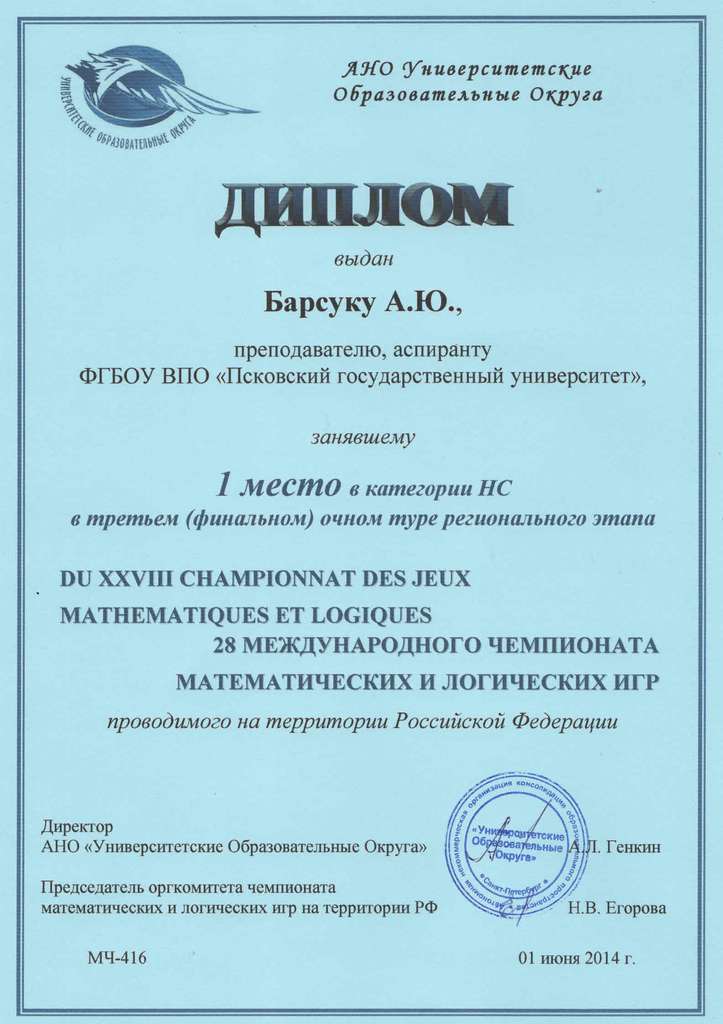 УНИВЕРСИТЕТСКИЕ ОБРАЗОВАТЕЛЬНЫЕ ОКРУГА
АНО Университетские
Образовательные Округа
ДИПЛОМ
выдан
Барсуку А.Ю.,
преподавателю, аспиранту
ФГБОУ ВПО «Псковский государственный университет»,
занявшему
1 место в категории НС
в третьем (финальном) очном туре регионального этапа
DU XXVIII CHAMPIONNAT DES JEUX
MATHEMATIQUES ET LOGIQUES
28 МЕЖДУНАРОДНОГО ЧЕМПИОНАТА
МАТЕМАТИЧЕСКИХ И ЛОГИЧЕСКИХ ИГР
проводимого на территории Российской Федерации
Директор
АНО «Университетские Образовательные Округа»
А.Л. Генкин
Автономная некоммерческая организация консолидации образовательного пространства
«Университетские
Образовательные
Округа»
Санкт-Петербург
Председатель оргкомитета чемпионата
математических и логических игр на территории РФ
Н.В. Егорова
МЧ-416
01 июня 2014 г.